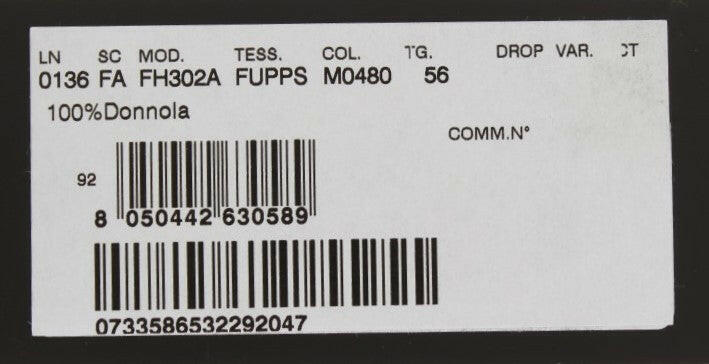 LN SC MOD. TESS. COL. TG. DROP VAR. CT
0136 FA FH302A FUPPS M0480 56
100%Donnola
COMM.N°
92
8 050442 630589
0733586532292047